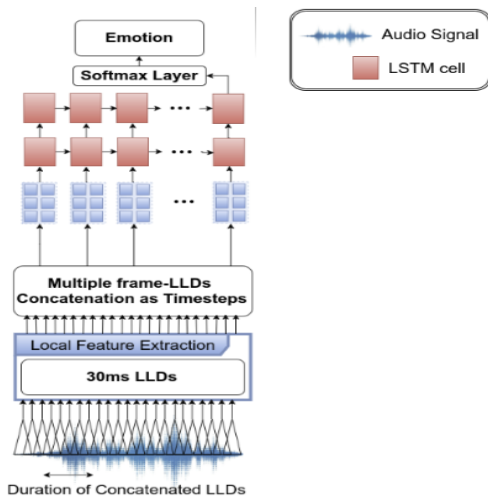 Emotion
Softmax Layer
Audio Signal
LSTM cell
Multiple frame-LLDs
Concatenation as Timesteps
Local Feature Extraction
30ms LLDs
Duration of Concatenated LLDs